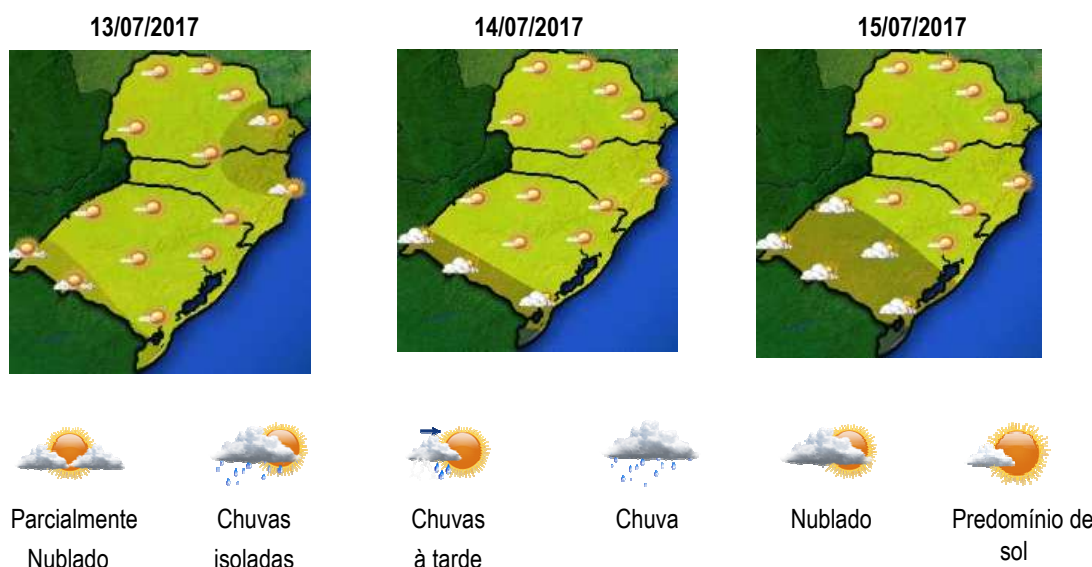 13/07/2017 14/07/2017 15/07/2017
Parcialmente Chuvas Chuvas Chuva Nublado Predomínio de
Nublado isoladas à tarde sol